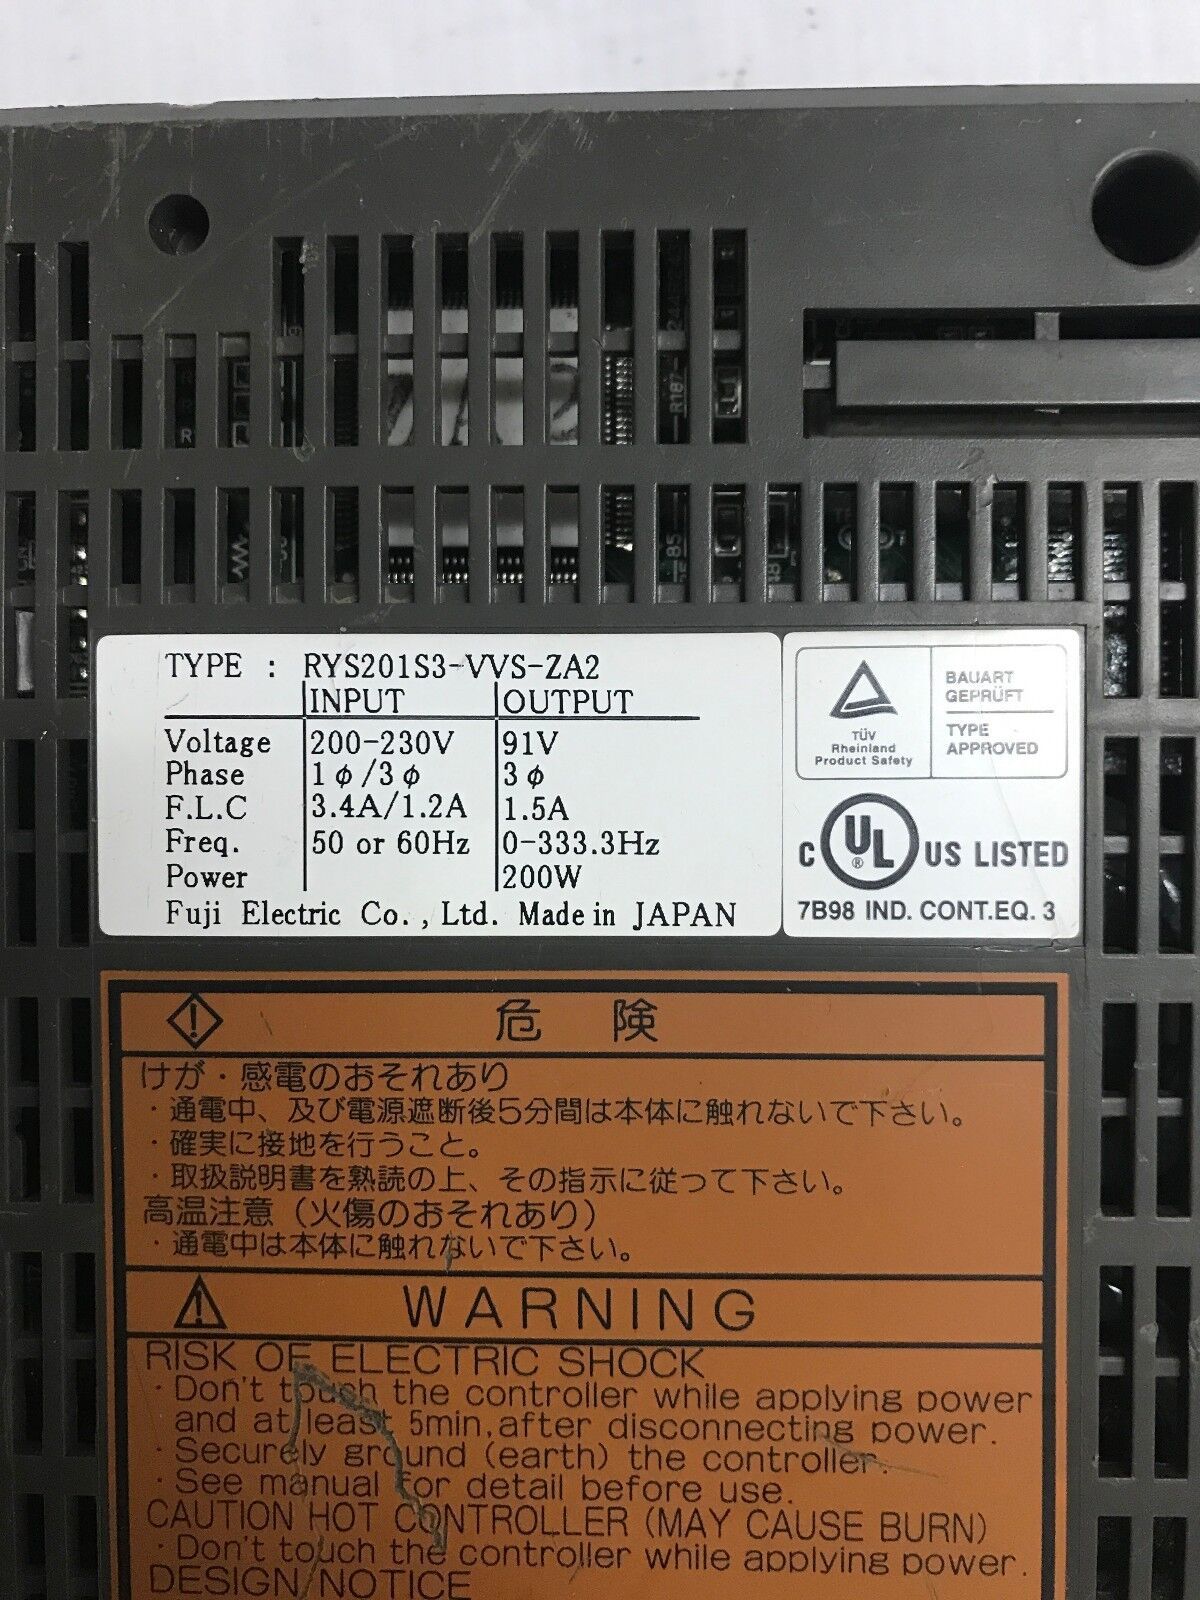 TYPE : RYS201S3-VVS-ZA2
INPUT OUTPUT
Voltage 200-230V 91V
Phase 1φ/3φ 3φ
F.L.C 3.4A/1.2A 1.5A
Freq. 50 or 60Hz 0-333.3Hz
Power 200W
Fuji Electric Co., Ltd. Made in JAPAN
TÜV
Rheinland
Product Safety
BAUART
GEPRÜFT
TYPE
APPROVED
C UL ® US LISTED
7B98 IND. CONT.EQ. 3
危 険
けが・感電のおそれあり
・通電中、及び電源遮断後5分間は本体に触れないで下さい。
・確実に接地を行うこと。
・取扱説明書を熟読の上、その指示に従って下さい。
高温注意（火傷のおそれあり）
・通電中は本体に触れないで下さい。
WARNING
RISK OF ELECTRIC SHOCK
・Don't touch the controller while applying power
and at least 5min.after disconnecting power.
・Securely ground (earth) the controller.
・See manual for detail before use.
CAUTION HOT CONTROLLER (MAY CAUSE BURN)
・Don't touch the controller while applying power.
DESIGN NOTICE
R187